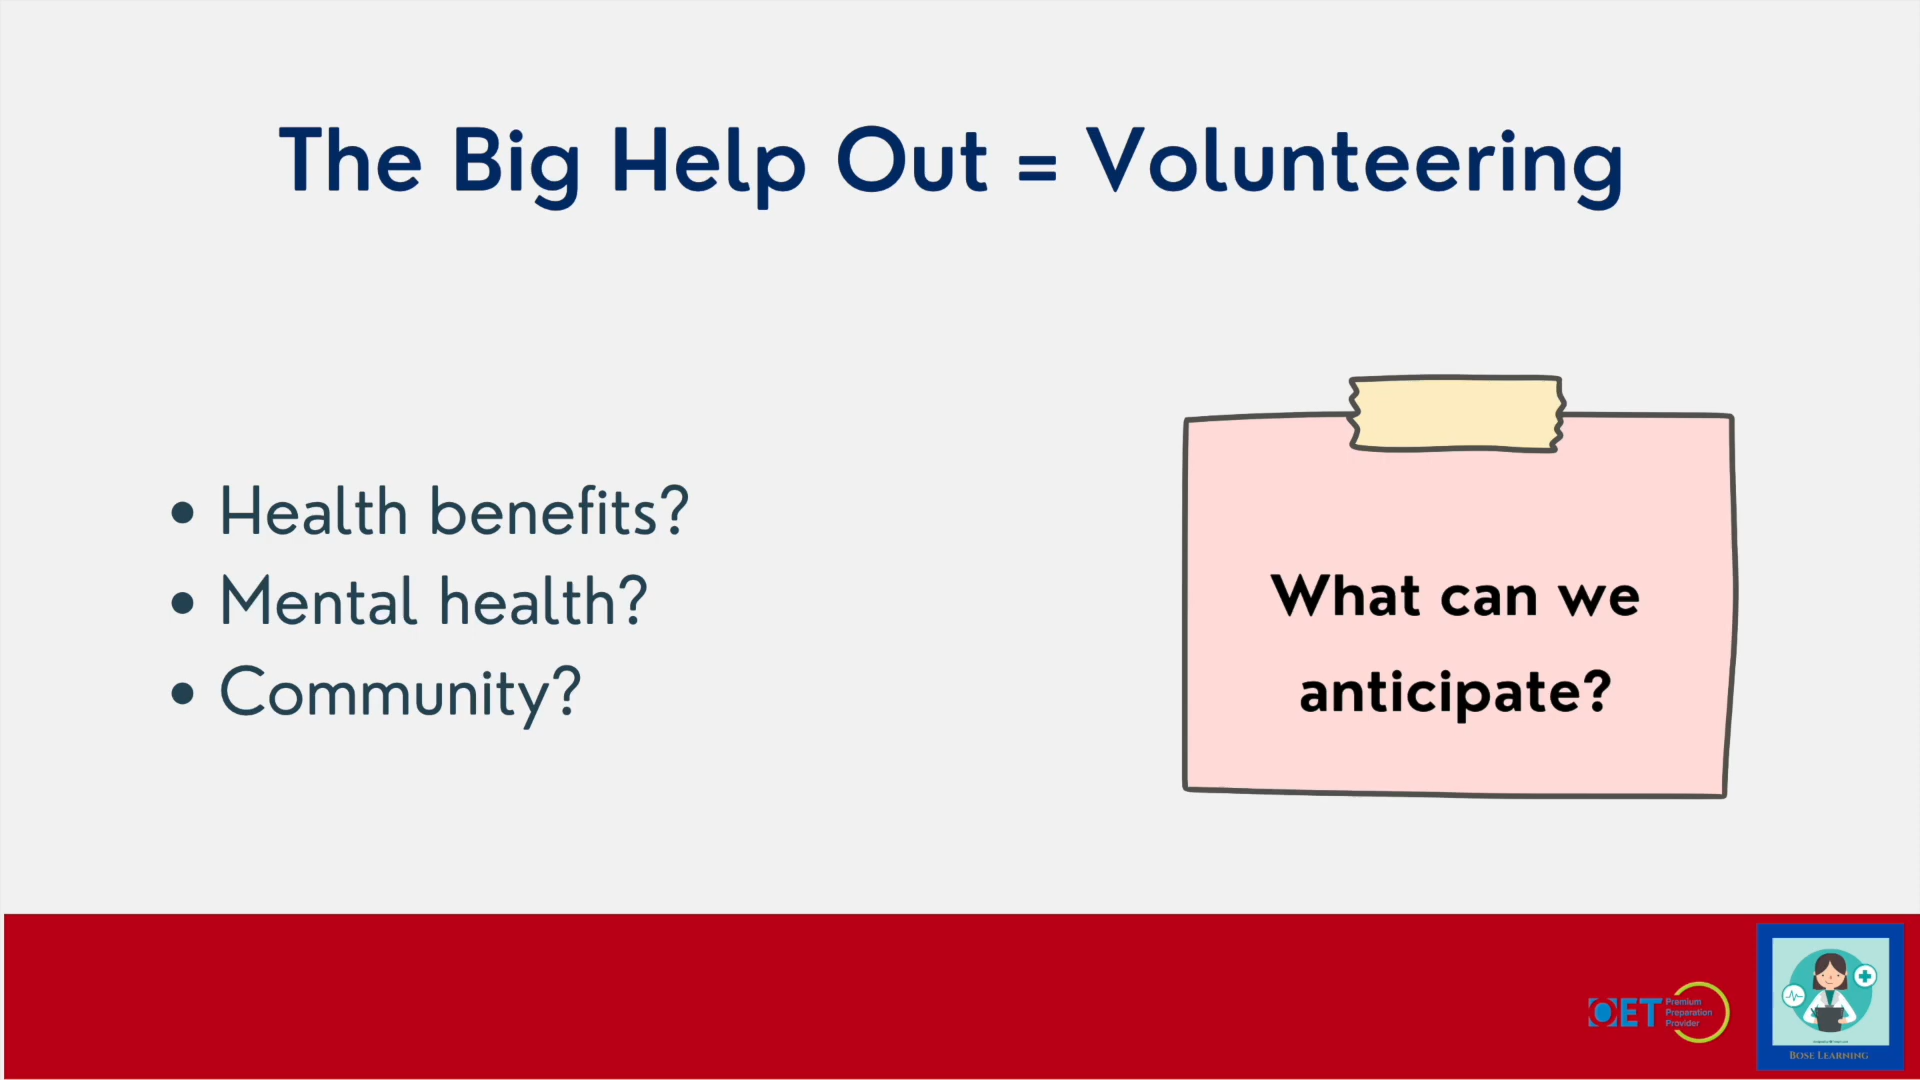 The Big Help Out = Volunteering
• Health benefits?
• Mental health?
• Community?
What can we
anticipate?
OET
Premium
Preparation
Provider
BOSE LEARNING